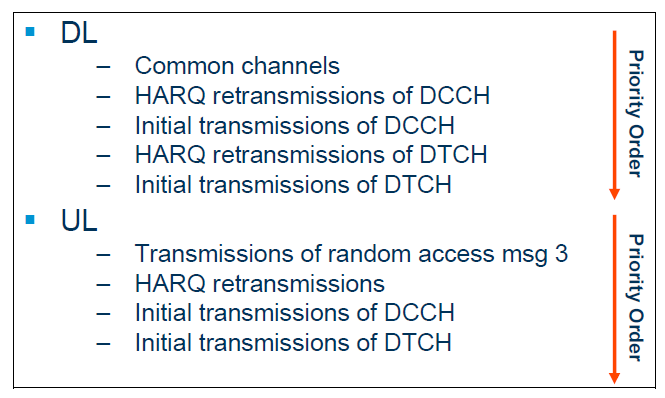 DL
– Common channels
– HARQ retransmissions of DCCH
– Initial transmissions of DCCH
– HARQ retransmissions of DTCH
– Initial transmissions of DTCH
Priority Order
UL
– Transmissions of random access msg 3
– HARQ retransmissions
– Initial transmissions of DCCH
– Initial transmissions of DTCH
Priority Order